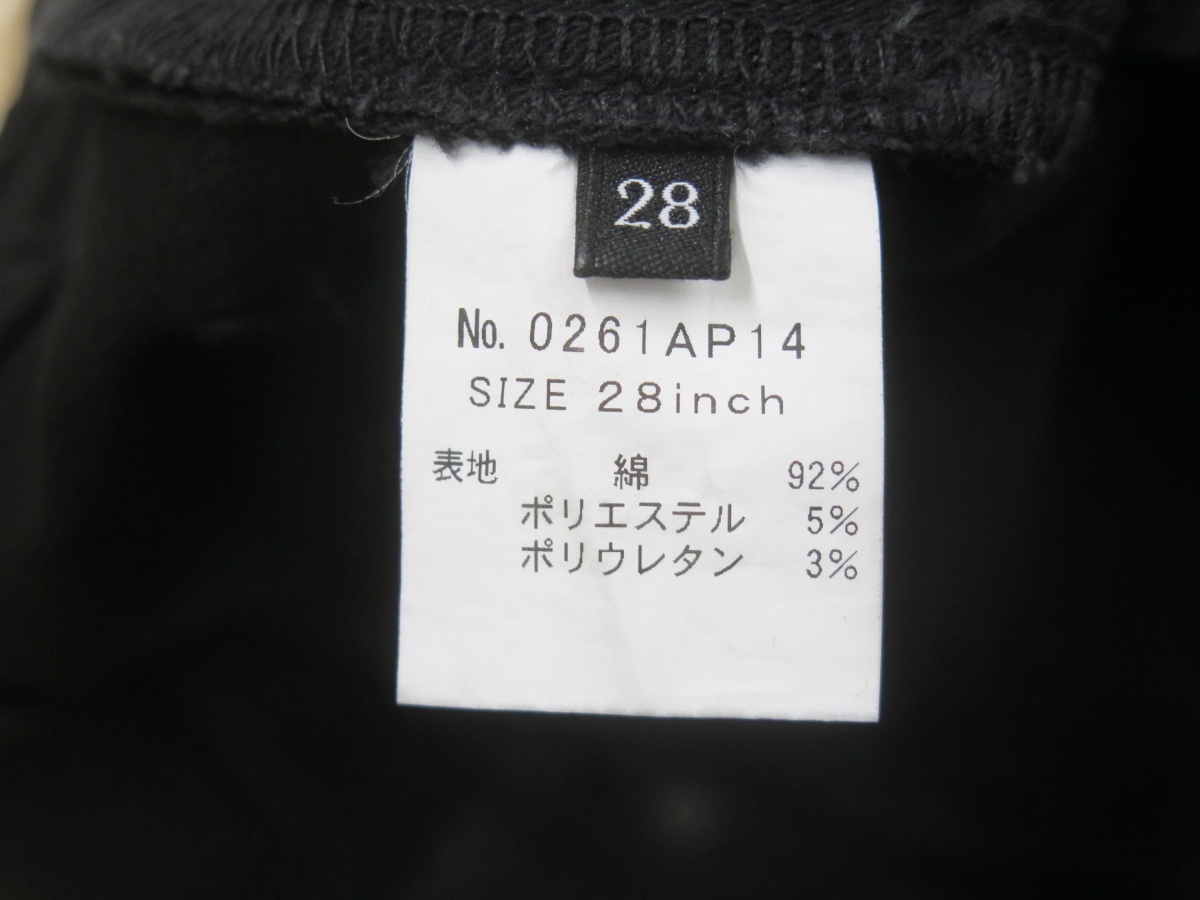 28
No. 0261AP14
SIZE 28inch
表地 綿 92%
ポリエステル 5%
ポリウレタン 3%